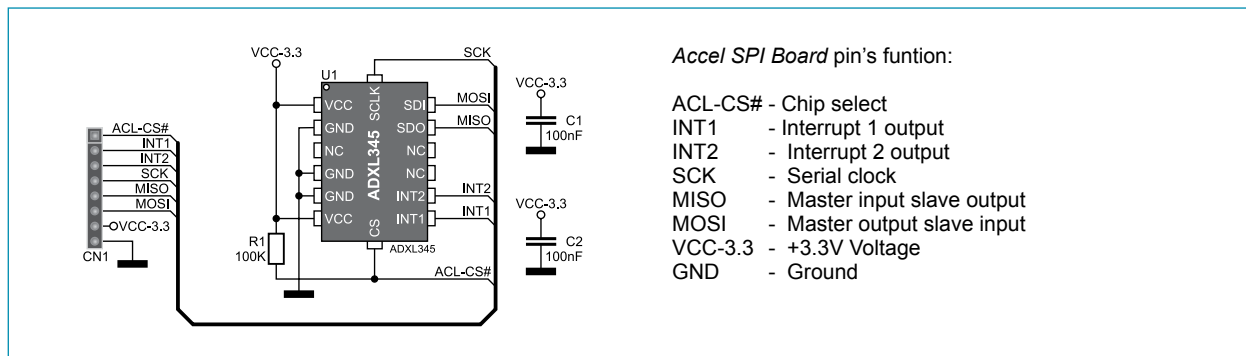 VCC-3.3
SCK
U1
VCC
GND
NC
GND
GND
VCC
SCLK
ADXL345
CS
SDI
SDO
NC
NC
INT2
INT1
MOSI
MISO
INT2
INT1
ADXL345
R1
100K
ACL-CS#
ACL-CS#
INT1
INT2
SCK
MISO
MOSI
VCC-3.3
CN1
VCC-3.3
C1
100nF
VCC-3.3
C2
100nF
Accel SPI Board pin's funtion:
ACL-CS# - Chip select
INT1 - Interrupt 1 output
INT2 - Interrupt 2 output
SCK - Serial clock
MISO - Master input slave output
MOSI - Master output slave input
VCC-3.3 - +3.3V Voltage
GND - Ground